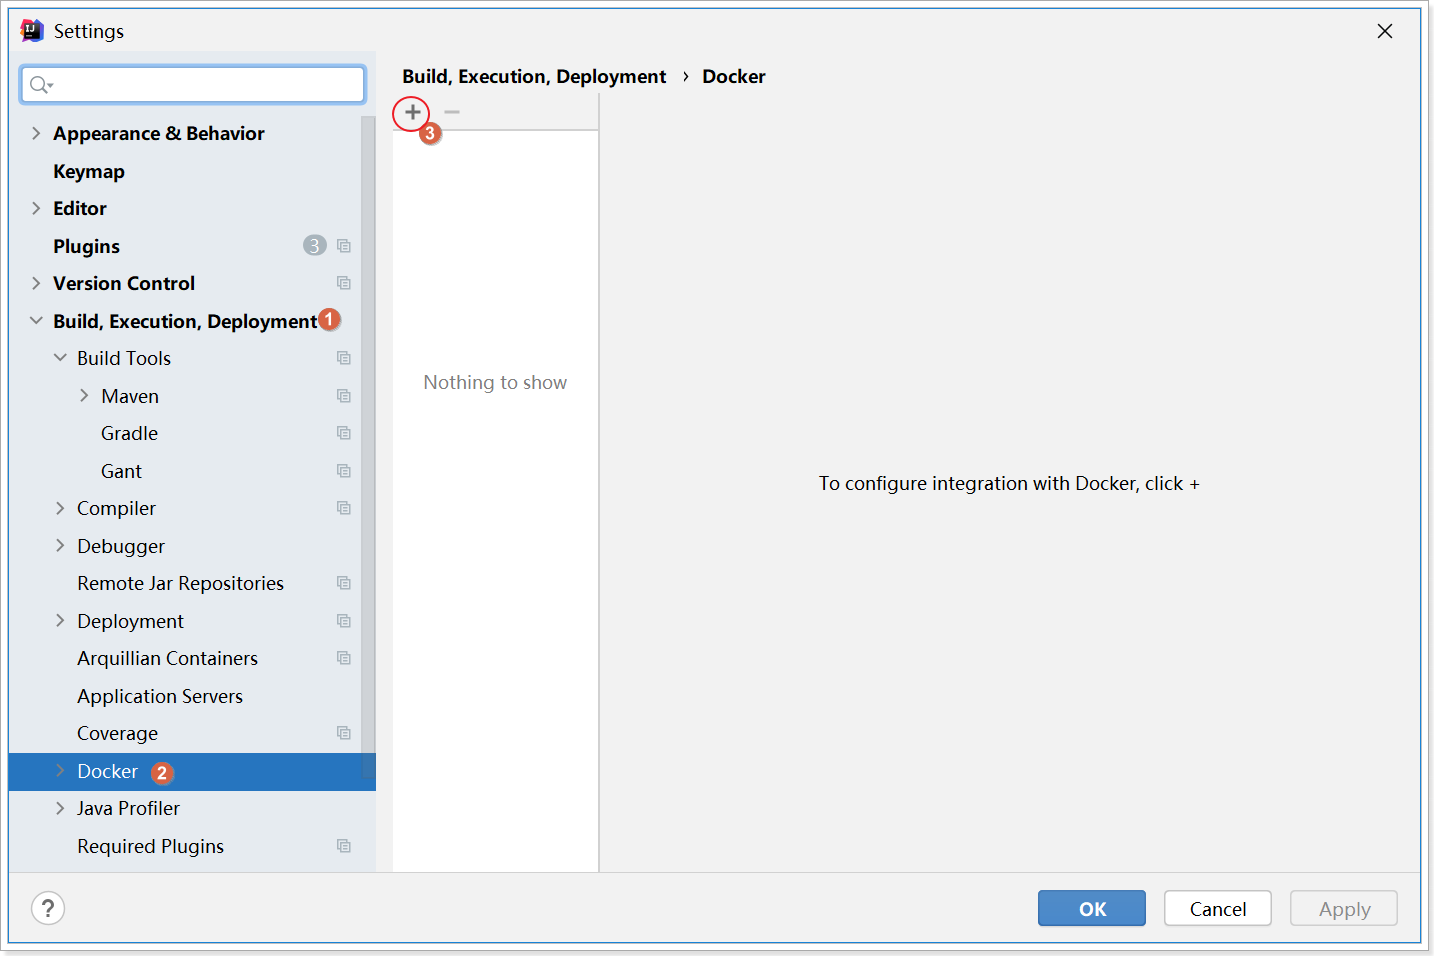 Settings
Build, Execution, Deployment › Docker
3
Appearance & Behavior
Keymap
Editor
Plugins 3
Version Control
Build, Execution, Deployment 1
Build Tools
Maven
Gradle
Gant
Compiler
Debugger
Remote Jar Repositories
Deployment
Arquillian Containers
Application Servers
Coverage
Docker 2
Java Profiler
Required Plugins
Nothing to show
To configure integration with Docker, click +
?
OK Cancel Apply